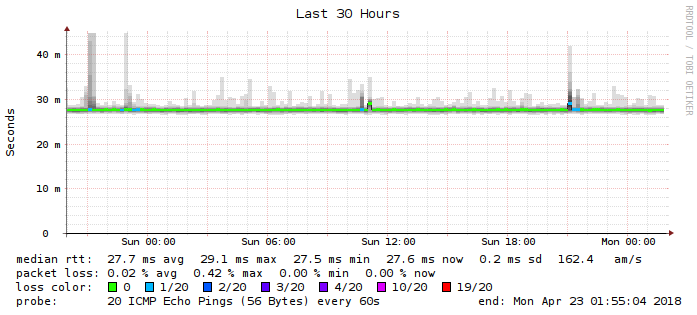 Last 30 Hours
RRDTOOL / TOBI OETIKER
Seconds
40 m
30 m
20 m
10 m
0
Sun 00:00 Sun 06:00 Sun 12:00 Sun 18:00 Mon 00:00
median rtt: 27.7 ms avg 29.1 ms max 27.5 ms min 27.6 ms now 0.2 ms sd 162.4 am/s
packet loss: 0.02 % avg 0.42 % max 0.00 % min 0.00 % now
loss color: 0 1/20 2/20 3/20 4/20 10/20 19/20
probe: 20 ICMP Echo Pings (56 Bytes) every 60s end: Mon Apr 23 01:55:04 2018